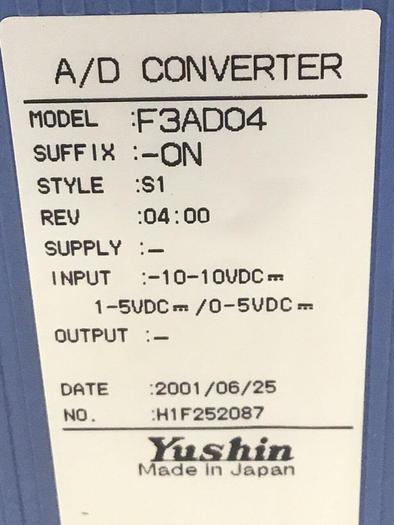 A/D CONVERTER
MODEL :F3AD04
SUFFIX :-0N
STYLE :S1
REV :04:00
SUPPLY :-
INPUT :-10-10VDC⎓
1-5VDC⎓/0-5VDC⎓
OUTPUT :-
DATE :2001/06/25
NO. :H1F252087
Yushin
Made in Japan